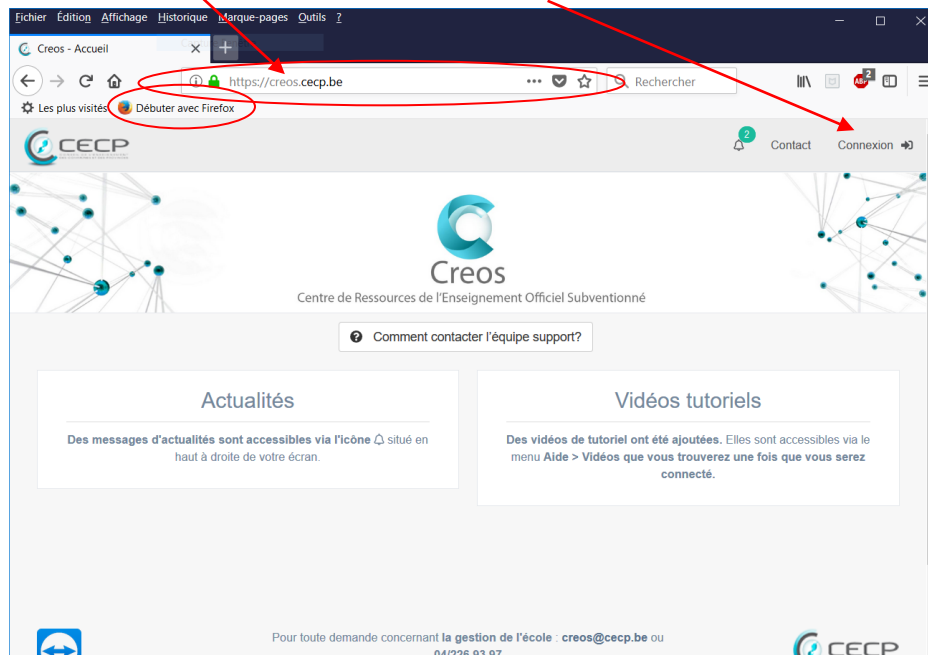 Fichier Édition Affichage Historique Marque-pages Outils ?
Creos - Accueil
https://creos.cecp.be
Rechercher
ABP 2
Les plus visités Débuter avec Firefox
CECP
2 Contact Connexion
Creos
Centre de Ressources de l'Enseignement Officiel Subventionné
Comment contacter l'équipe support?
Actualités
Des messages d'actualités sont accessibles via l'icône situé en
haut à droite de votre écran.
Vidéos tutoriels
Des vidéos de tutoriel ont été ajoutées. Elles sont accessibles via le
menu Aide > Vidéos que vous trouverez une fois que vous serez
connecté.
Pour toute demande concernant la gestion de l'école : creos@cecp.be ou
04/226.93.97
CECP